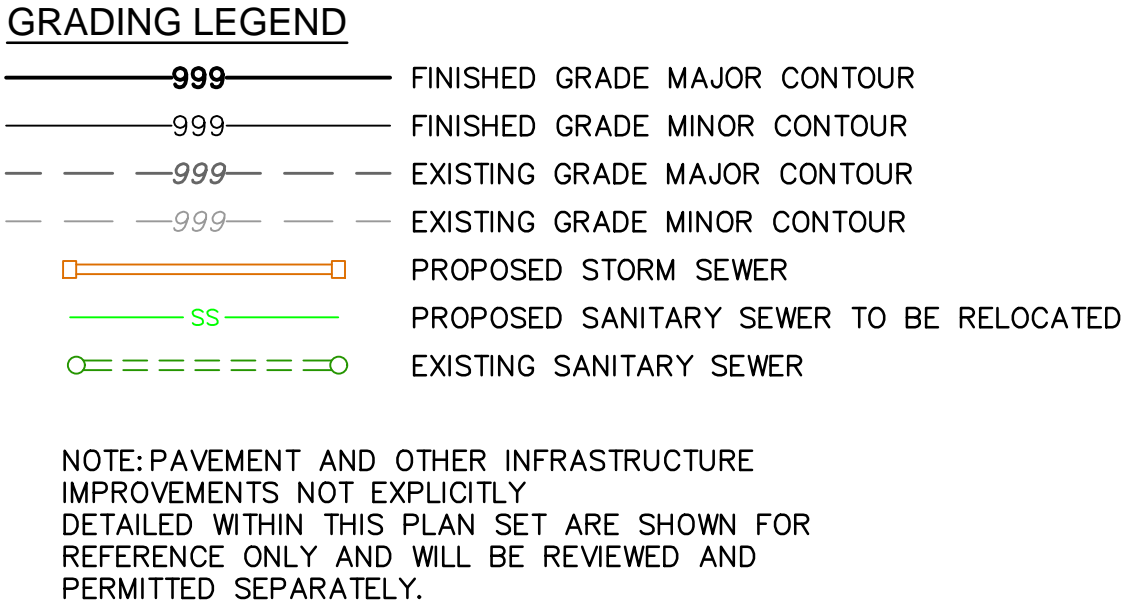 GRADING LEGEND
999 FINISHED GRADE MAJOR CONTOUR
999 FINISHED GRADE MINOR CONTOUR
999 EXISTING GRADE MAJOR CONTOUR
999 EXISTING GRADE MINOR CONTOUR
PROPOSED STORM SEWER
SS PROPOSED SANITARY SEWER TO BE RELOCATED
EXISTING SANITARY SEWER
NOTE: PAVEMENT AND OTHER INFRASTRUCTURE
IMPROVEMENTS NOT EXPLICITLY
DETAILED WITHIN THIS PLAN SET ARE SHOWN FOR
REFERENCE ONLY AND WILL BE REVIEWED AND
PERMITTED SEPARATELY.